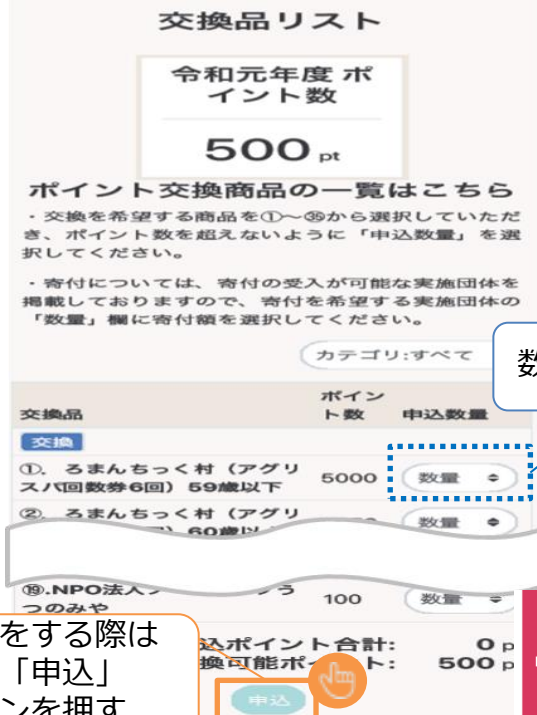 交換品リスト
令和元年度 ポ
イント数
500 pt
ポイント交換商品の一覧はこちら
・交換を希望する商品を①～㊴から選択していただ
き、ポイント数を超えないように「申込数量」を選
択してください。
・寄付については、寄付の受入が可能な実施団体を
掲載しておりますので、寄付を希望する実施団体の
「数量」欄に寄付額を選択してください。
カテゴリ:すべて
数
ポイン
交換品 ト数 申込数量
交換
①. ろまんちっく村（アグリ
スパ回数券6回）59歳以下 5000 数量
②. ろまんちっく村（アグリ
60歳以
数量
⑲.NPO法人
う
つのみや 100 数量
込ポイント合計: 0 p
換可能ポイント: 500 p
申込
をする際は
「申込」
ンを押す